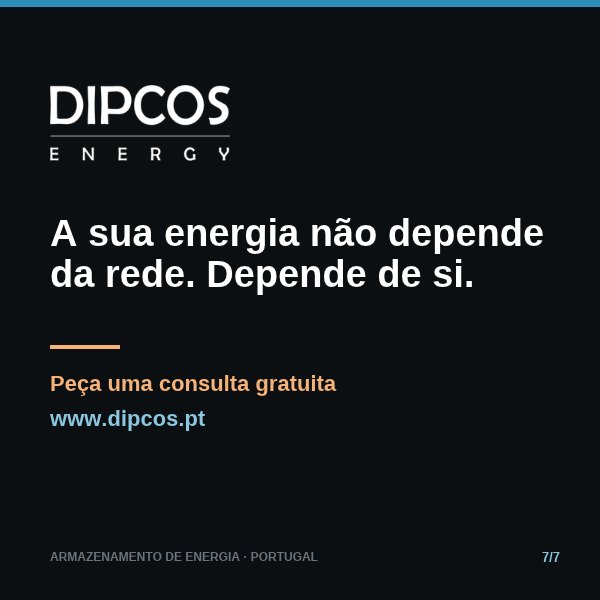 DIPCOS
ENERGY
A sua energia não depende
da rede. Depende de si.
Peça uma consulta gratuita
www.dipcos.pt
ARMAZENAMENTO DE ENERGIA · PORTUGAL
7/7